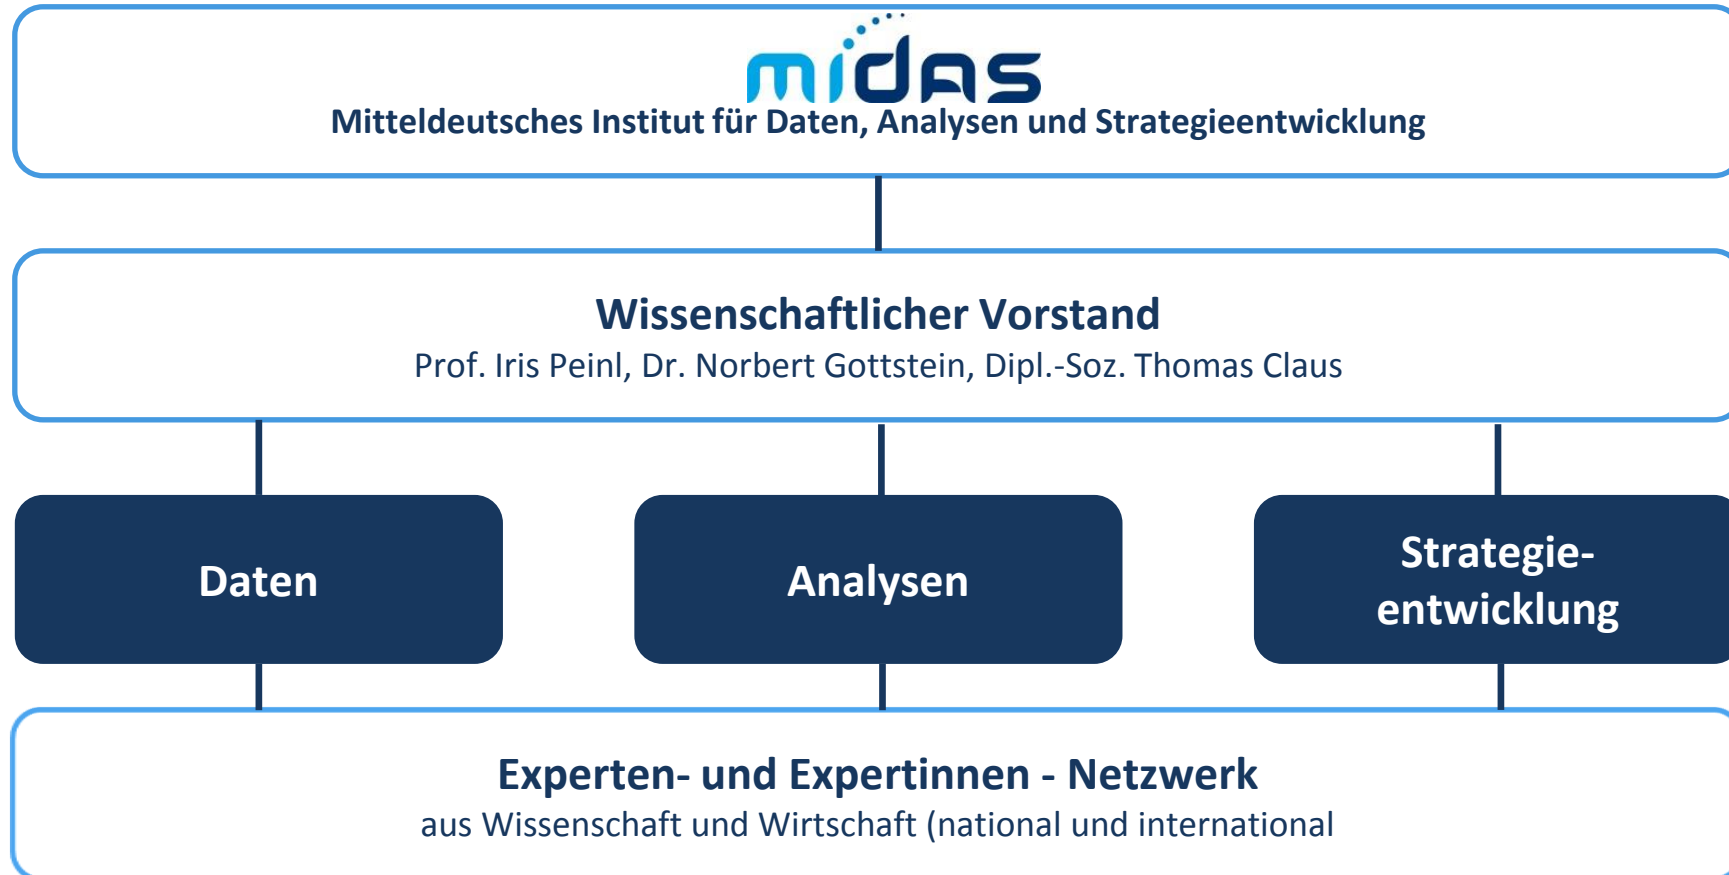 midas
Mitteldeutsches Institut für Daten, Analysen und Strategieentwicklung
Wissenschaftlicher Vorstand
Prof. Iris Peinl, Dr. Norbert Gottstein, Dipl.-Soz. Thomas Claus
Daten
Analysen
Strategie-
entwicklung
Experten- und Expertinnen - Netzwerk
aus Wissenschaft und Wirtschaft (national und international